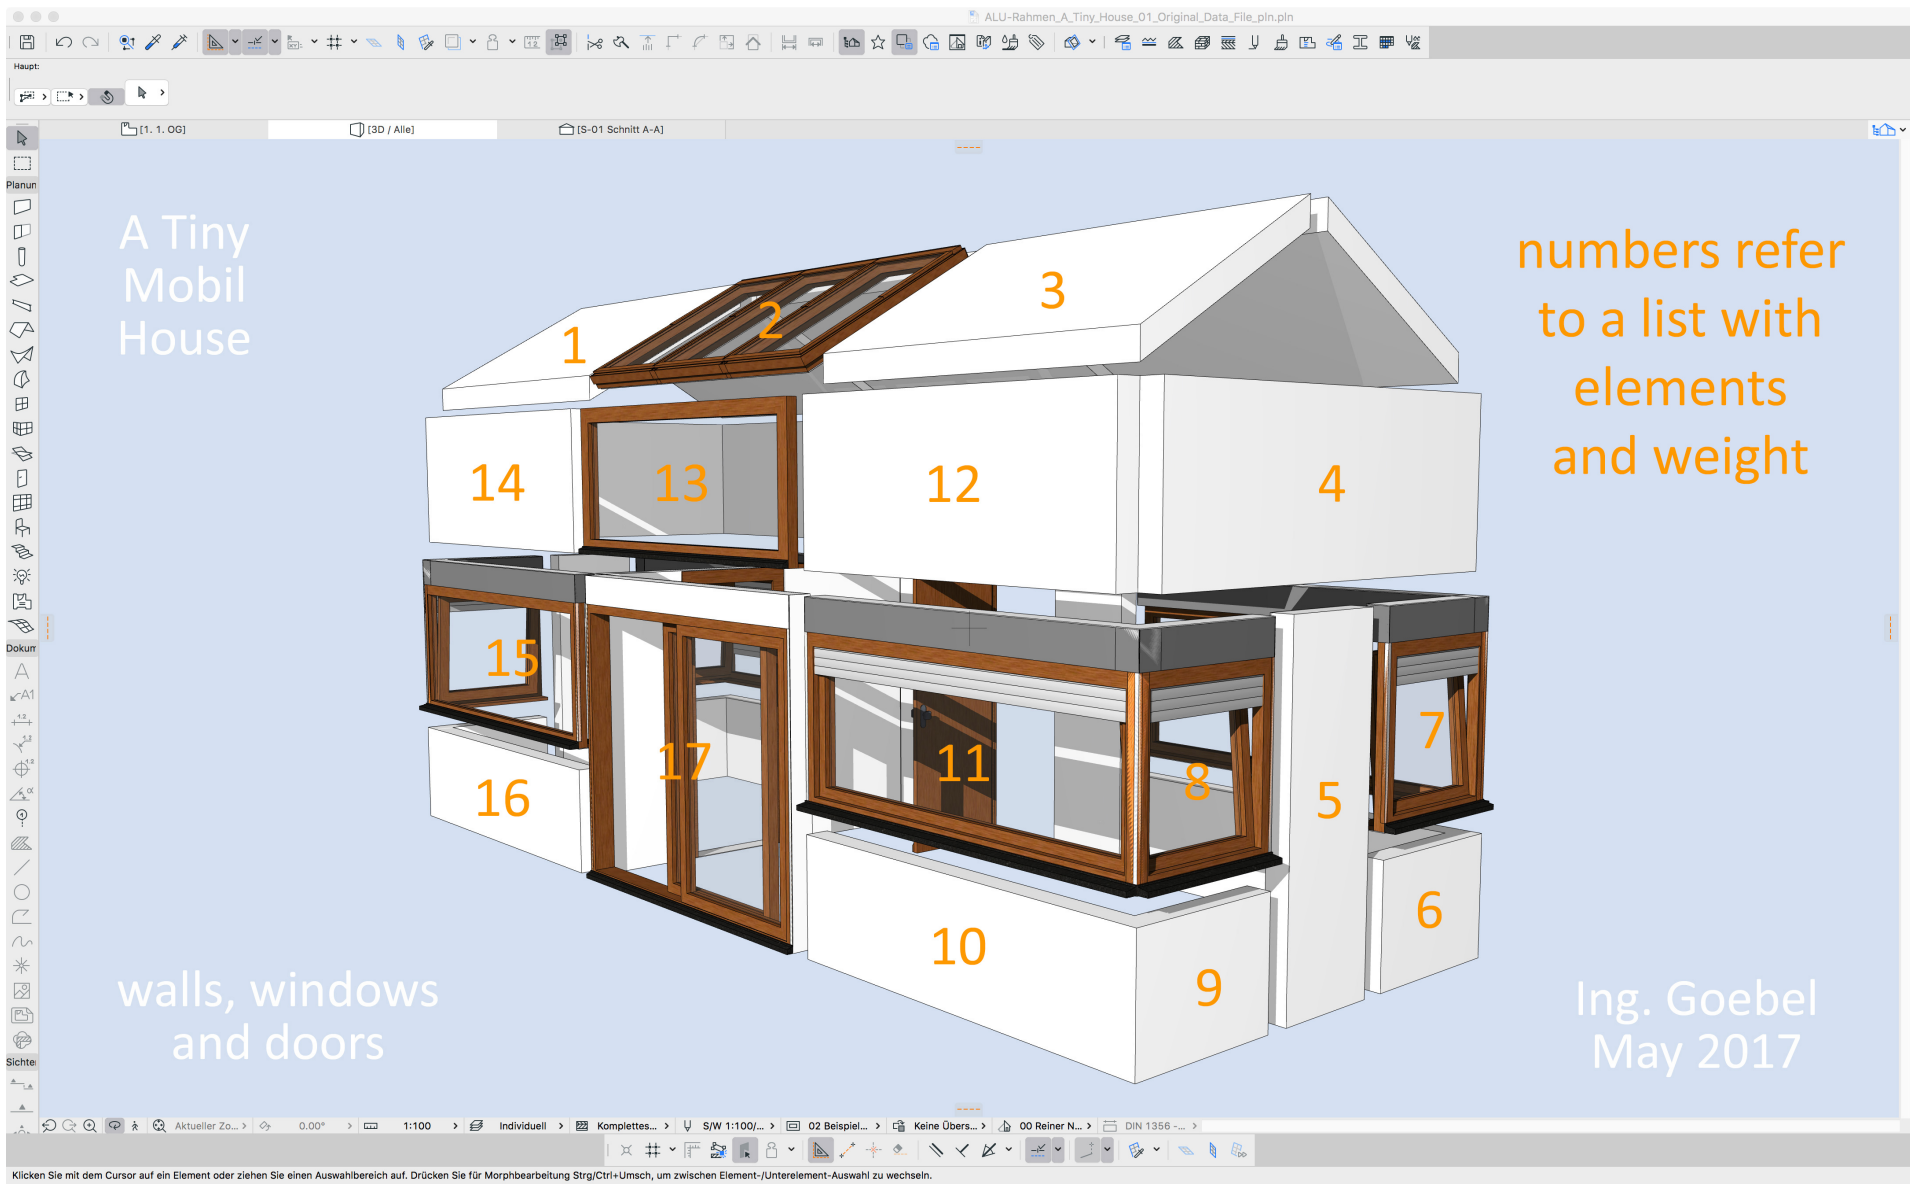 ALU-Rahmen_A_Tiny_House_01_Original_Data_File_pln.pln
Haupt:
[1. 1. OG]
[3D / Alle]
[S-01 Schnitt A-A]
Planun
A Tiny
Mobil
House
numbers refer
to a list with
elements
and weight
1
2
3
14
13
12
4
15
17
11
8
7
16
5
10
9
6
Dokum
A
A1
walls, windows
and doors
Ing. Goebel
May 2017
Sichte
Aktueller Zo... 0.00° 1:100 Individuell Komplettes... S/W 1:100/... 02 Beispiel... Keine Übers... 00 Reiner N... DIN 1356 -...
Klicken Sie mit dem Cursor auf ein Element oder ziehen Sie einen Auswahlbereich auf. Drücken Sie für Morphbearbeitung Strg/Ctrl+Umsch, um zwischen Element-/Unterelement-Auswahl zu wechseln.